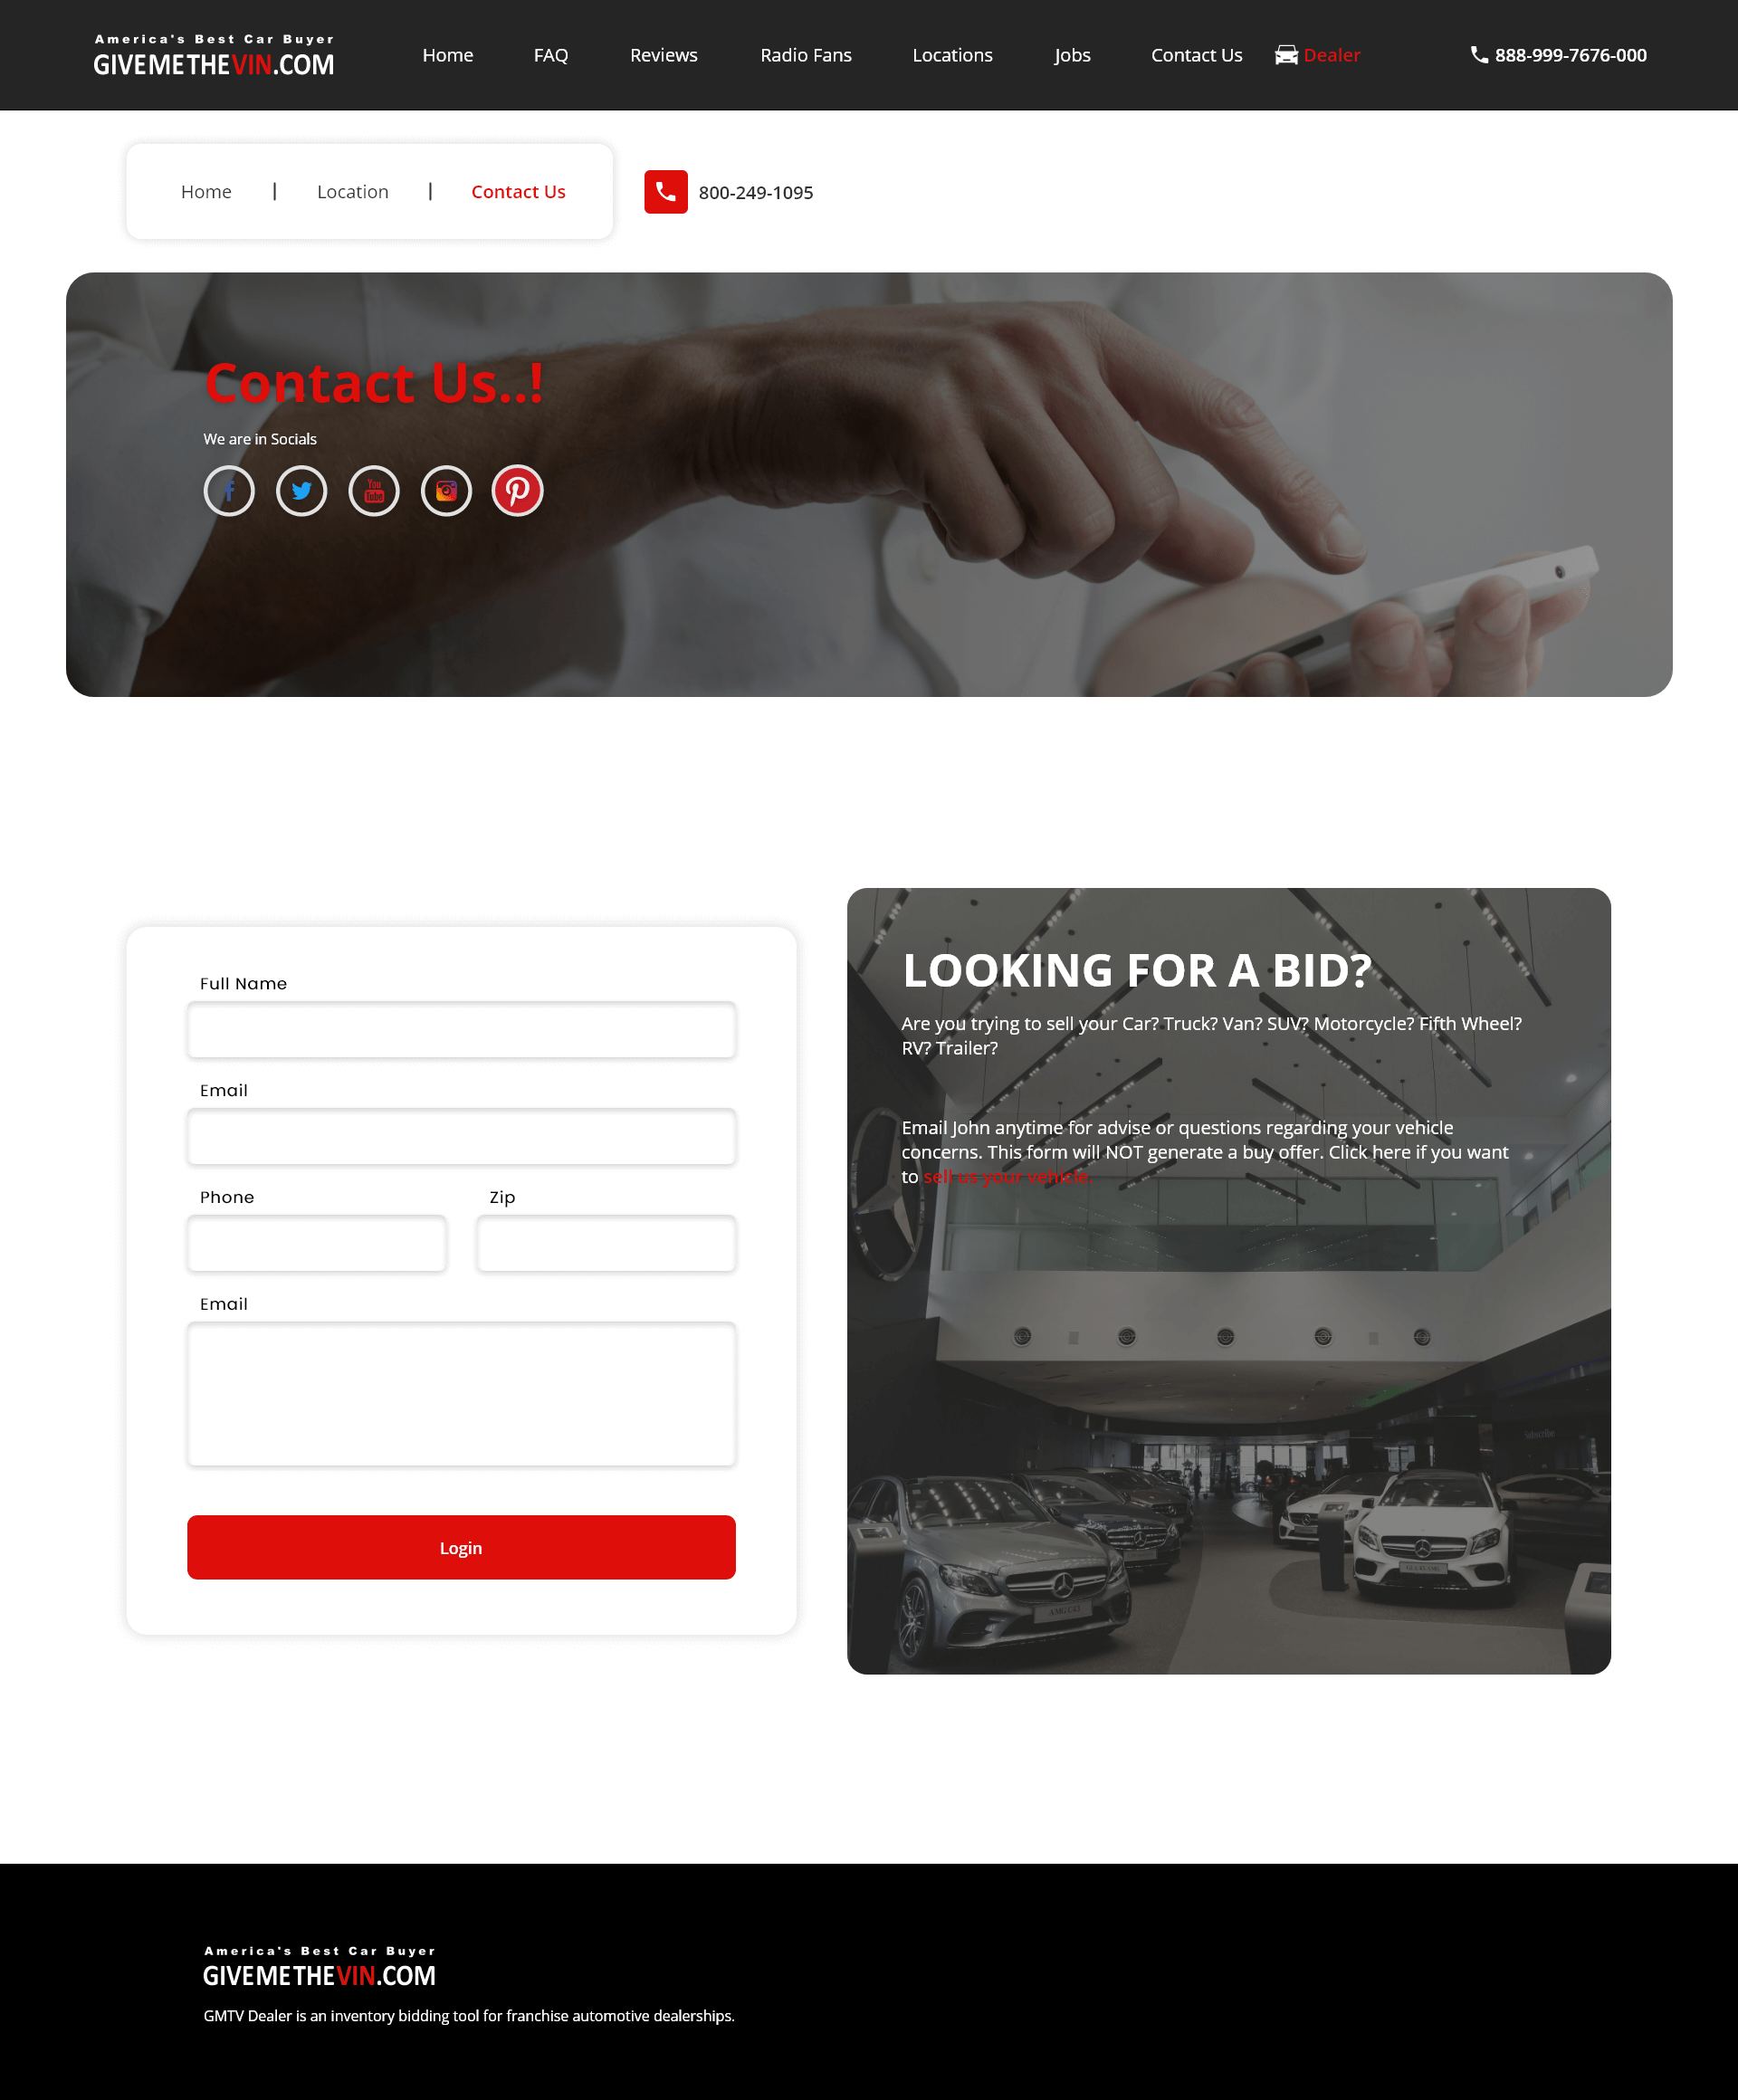 America's Best Car Buyer
GIVEMETHEVIN.COM
Home FAQ Reviews Radio Fans Locations Jobs Contact Us Dealer 888-999-7676-000
Home | Location | Contact Us 800-249-1095
Contact Us..!
We are in Socials
You Tube
Full Name
Email
Phone Zip
Email
Login
LOOKING FOR A BID?
Are you trying to sell your Car? Truck? Van? SUV? Motorcycle? Fifth Wheel?
RV? Trailer?
Email John anytime for advise or questions regarding your vehicle
concerns. This form will NOT generate a buy offer. Click here if you want
to sell us your vehicle.
Subscribe
AMG C43
America's Best Car Buyer
GIVEMETHEVIN.COM
GMTV Dealer is an inventory bidding tool for franchise automotive dealerships.